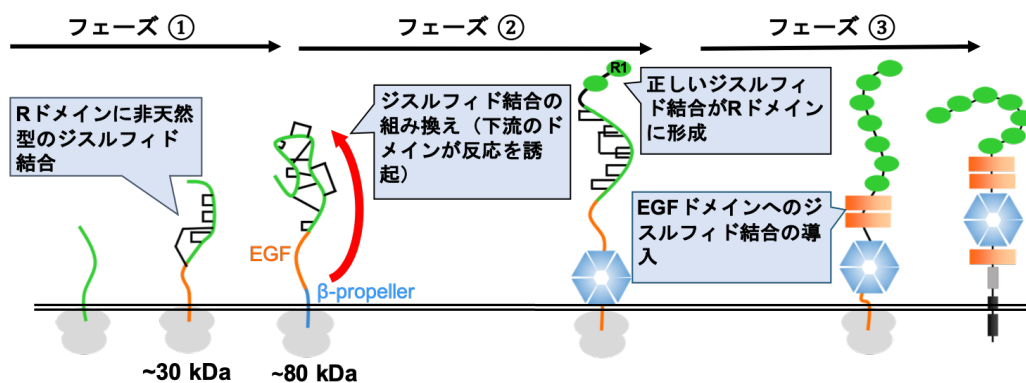 フェーズ ①
フェーズ ②
フェーズ ③
Rドメインに非天然
型のジスルフィド
結合
ジスルフィド結合の
組み換え（下流のド
メインが反応を誘
起）
R1
正しいジスルフィ
ド結合がRドメイン
に形成
EGFドメインへのジ
スルフィド結合の導
入
EGF
β-propeller
~30 kDa
~80 kDa